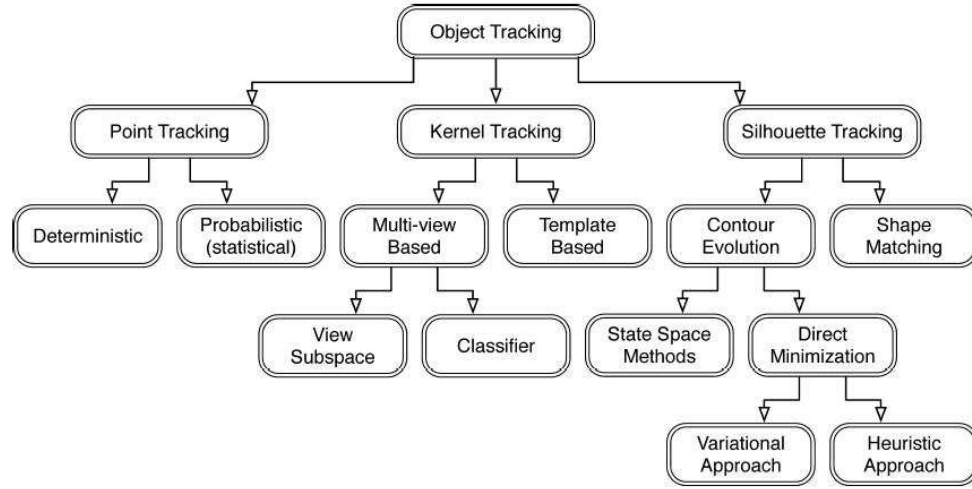 Object Tracking
Point Tracking
Kernel Tracking
Silhouette Tracking
Deterministic
Probabilistic
(statistical)
Multi-view
Based
Template
Based
Contour
Evolution
Shape
Matching
View
Subspace
Classifier
State Space
Methods
Direct
Minimization
Variational
Approach
Heuristic
Approach